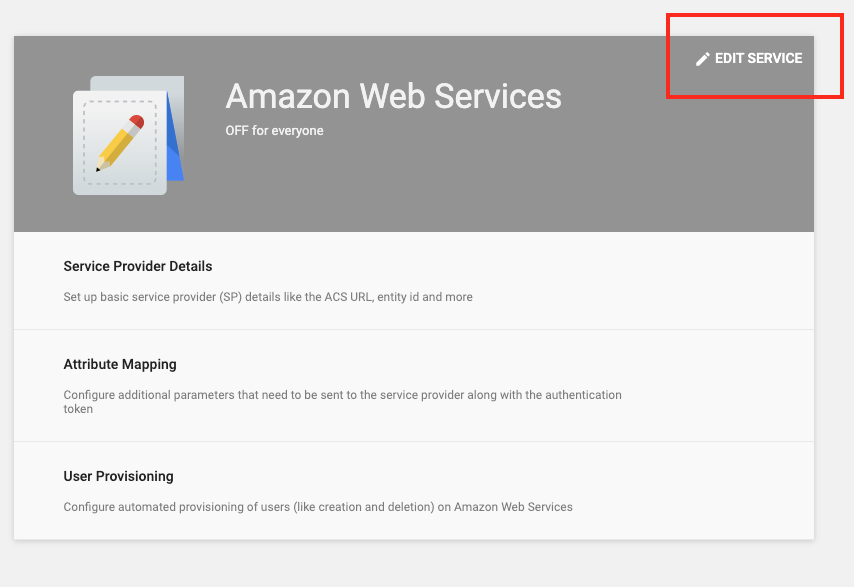 EDIT SERVICE
Amazon Web Services
OFF for everyone
Service Provider Details
Set up basic service provider (SP) details like the ACS URL, entity id and more
Attribute Mapping
Configure additional parameters that need to be sent to the service provider along with the authentication
token
User Provisioning
Configure automated provisioning of users (like creation and deletion) on Amazon Web Services